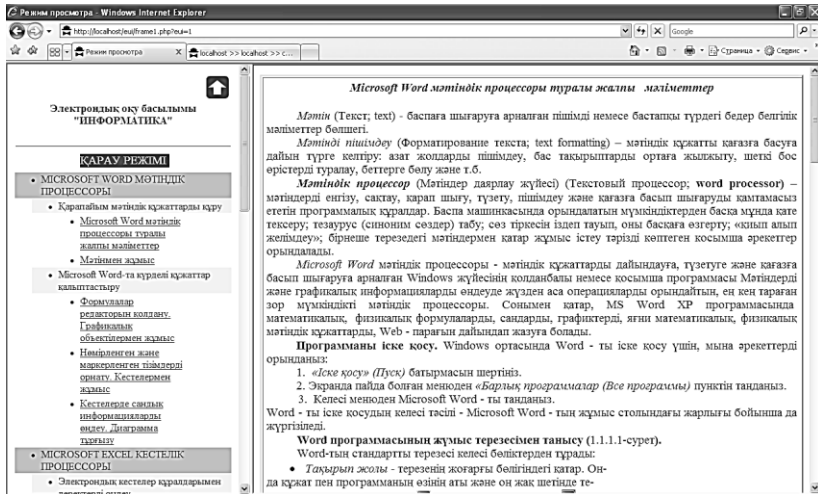 Режим просмотра - Windows Internet Explorer
http://localhost/eui/frame1.php?eui=1
Google
Режим просмотра
X
localhost >> localhost >> c...
Страница
Сервис
Электрондық оқу басылымы
"ИНФОРМАТИКА"
ҚАРАУ РЕЖІМІ
• MICROSOFT WORD МӘТІНДІК
ПРОЦЕССОРЫ
• Қарапайым мәтіндік құжаттарды құру
• Microsoft Word мәтіндік
процессоры туралы
жалпы мәліметтер
• Мәтінмен жұмыс
• Microsoft Word-та күрделі құжаттар
қалыптастыру
• Формулалар
редакторын қолдану.
Графикалық
объектілермен жұмыс
• Нөмірленген және
маркерленген тізімдерді
орнату. Кестелермен
жұмыс
• Кестелерде сандық
информацияларды
өңдеу. Диаграмма
тұрғызу
• MICROSOFT EXCEL КЕСТЕЛІК
ПРОЦЕССОРЫ
• Электрондық кестелер құралдарымен
деректерді өңдеу
Microsoft Word мәтіндік процессоры туралы жалпы мәліметтер
Мәтін (Текст; text) - баспаға шығаруға арналған пішімді немесе бастапқы түрдегі бедер белгілік
мәліметтер бөлшегі.
Мәтінді пішімдеу (Форматирование текста; text formatting) – мәтіндік құжатты қағазға басуға
дайын түрге келтіру: азат жолдарды пішімдеу, бас тақырыптарды ортаға жылжыту, шеткі бос
өрістерді туралау, беттерге бөлу және т.б.
Мәтіндік процессор (Мәтіндер даярлау жүйесі) (Текстовый процессор; word processor) –
мәтіндерді енгізу, сақтау, қарап шығу, түзету, пішімдеу және қағазға басып шығаруды қамтамасыз
ететін программалық құралдар. Баспа машинкасында орындалатын мүмкіндіктерден басқа мұнда қате
тексеру; тезаурус (синоним сөздер) табу; сөз тіркесін іздеп тауып, оны басқаға өзгерту; «қиып алып
желімдеу»; бірнеше терезедегі мәтіндермен қатар жұмыс істеу тәрізді көптеген қосымша әрекеттер
орындалады.
Microsoft Word мәтіндік процессоры - мәтіндік құжаттарды дайындауға, түзетуге және қағазға
басып шығаруға арналған Windows жүйесінің қолданбалы немесе қосымша программасы Мәтіндерді
және графикалық информацияларды өңдеуде жүзден аса операцияларды орындайтын, ең кең тараған
зор мүмкіндікті мәтіндік процессоры. Сонымен қатар, MS Word XP программасында
математикалық, физикалық формулаларды, сандарды, графиктерді, яғни математикалық, физикалық
мәтіндік құжаттарды, Web - парағын дайындап жазуға болады.
Программаны іске қосу. Windows ортасында Word - ты іске қосу үшін, мына әрекеттерді
орынданыз:
1. «Іске қосу» (Пуск) батырмасын шертіңіз.
2. Экранда пайда болған менюден «Барлық программалар (Все программы) пунктін таңданыз.
3. Келесі менюден Microsoft Word - ты таңданыз.
Word - ты іске қосудың келесі тәсілі - Microsoft Word - тың жұмыс столындағы жарлығы бойынша да
жүргізіледі.
Word программасының жұмыс терезесімен танысу (1.1.1.1-сурет).
Word-тың стандартты терезесі келесі бөліктерден тұрады:
• Тақырып жолы - терезенің жоғарғы бөлігіндегі қатар. Он-
да құжат пен программаның өзінің аты және оң жақ шетінде те-